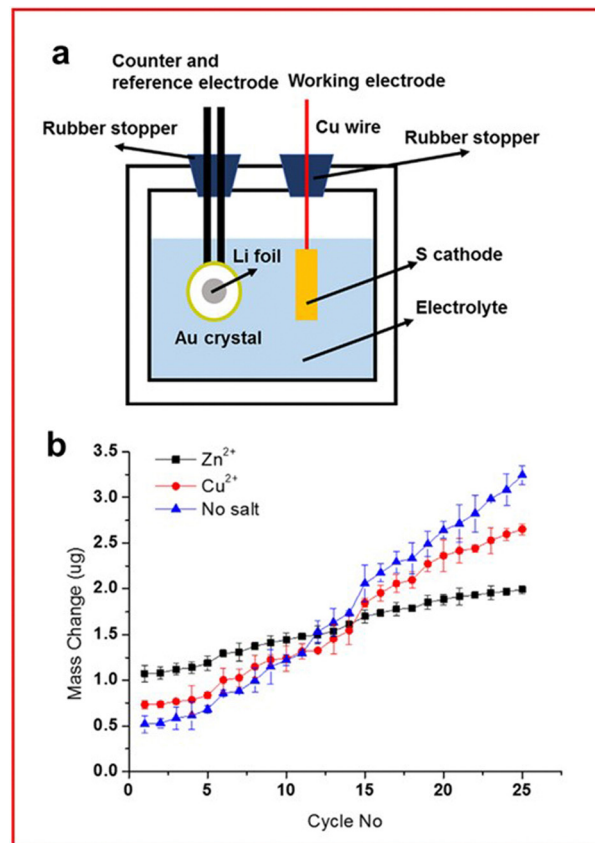 a
Counter and
reference electrode
Working electrode
Rubber stopper
Cu wire
Rubber stopper
Li foil
S cathode
Au crystal
Electrolyte
b
3.5
3.0
2.5
2.0
1.5
1.0
0.5
0.0
Mass Change (ug)
Zn²⁺
Cu²⁺
No salt
0 5 10 15 20 25
Cycle No